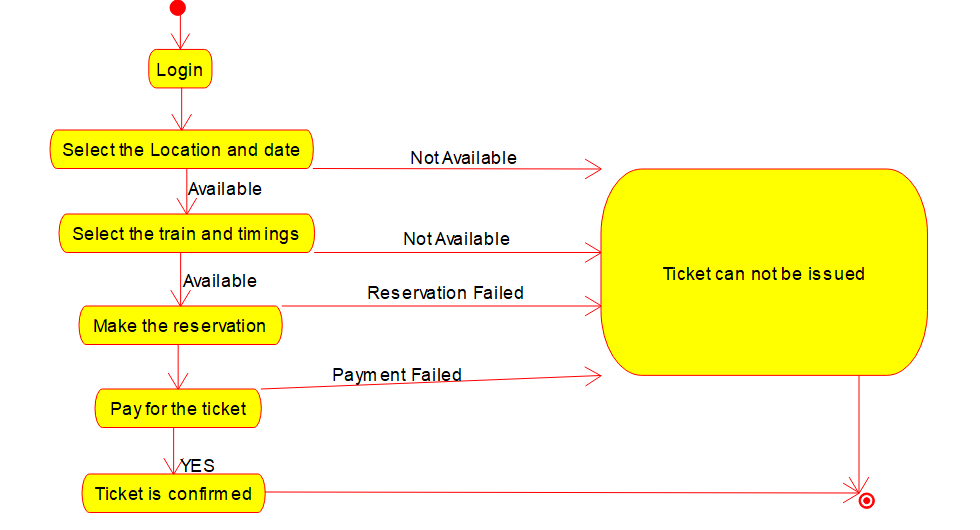 Login
Select the Location and date
Not Available
Available
Select the train and timings
Not Available
Ticket can not be issued
Available
Reservation Failed
Make the reservation
Payment Failed
Pay for the ticket
YES
Ticket is confirmed